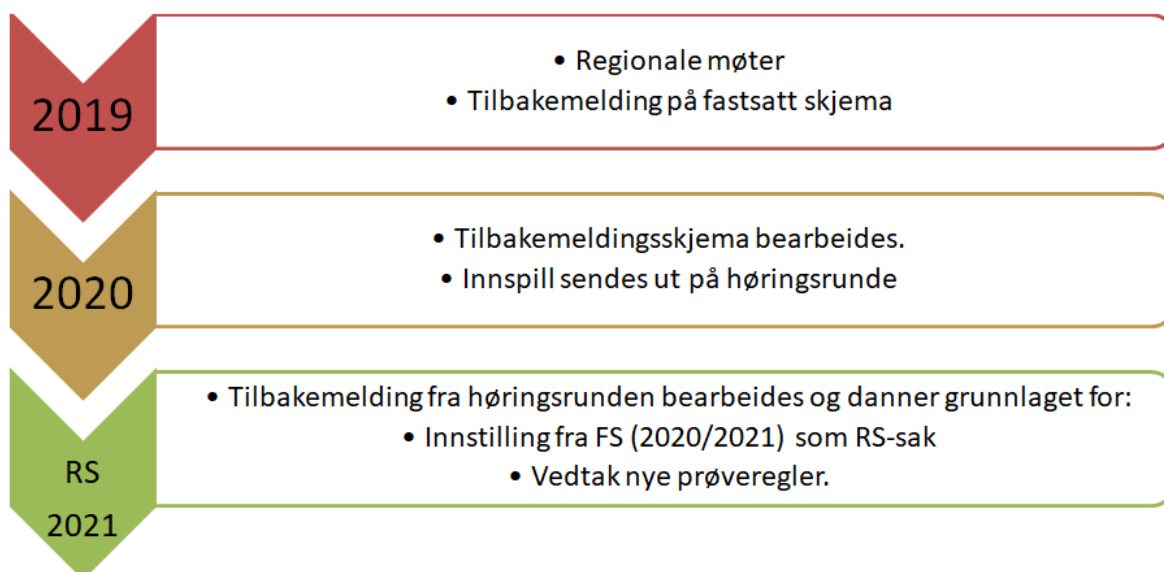 2019
• Regionale møter
• Tilbakemelding på fastsatt skjema
2020
• Tilbakemeldingsskjema bearbeides.
• Innspill sendes ut på høringsrunde
RS
2021
• Tilbakemelding fra høringsrunden bearbeides og danner grunnlaget for:
• Innstilling fra FS (2020/2021) som RS-sak
• Vedtak nye prøveregler.